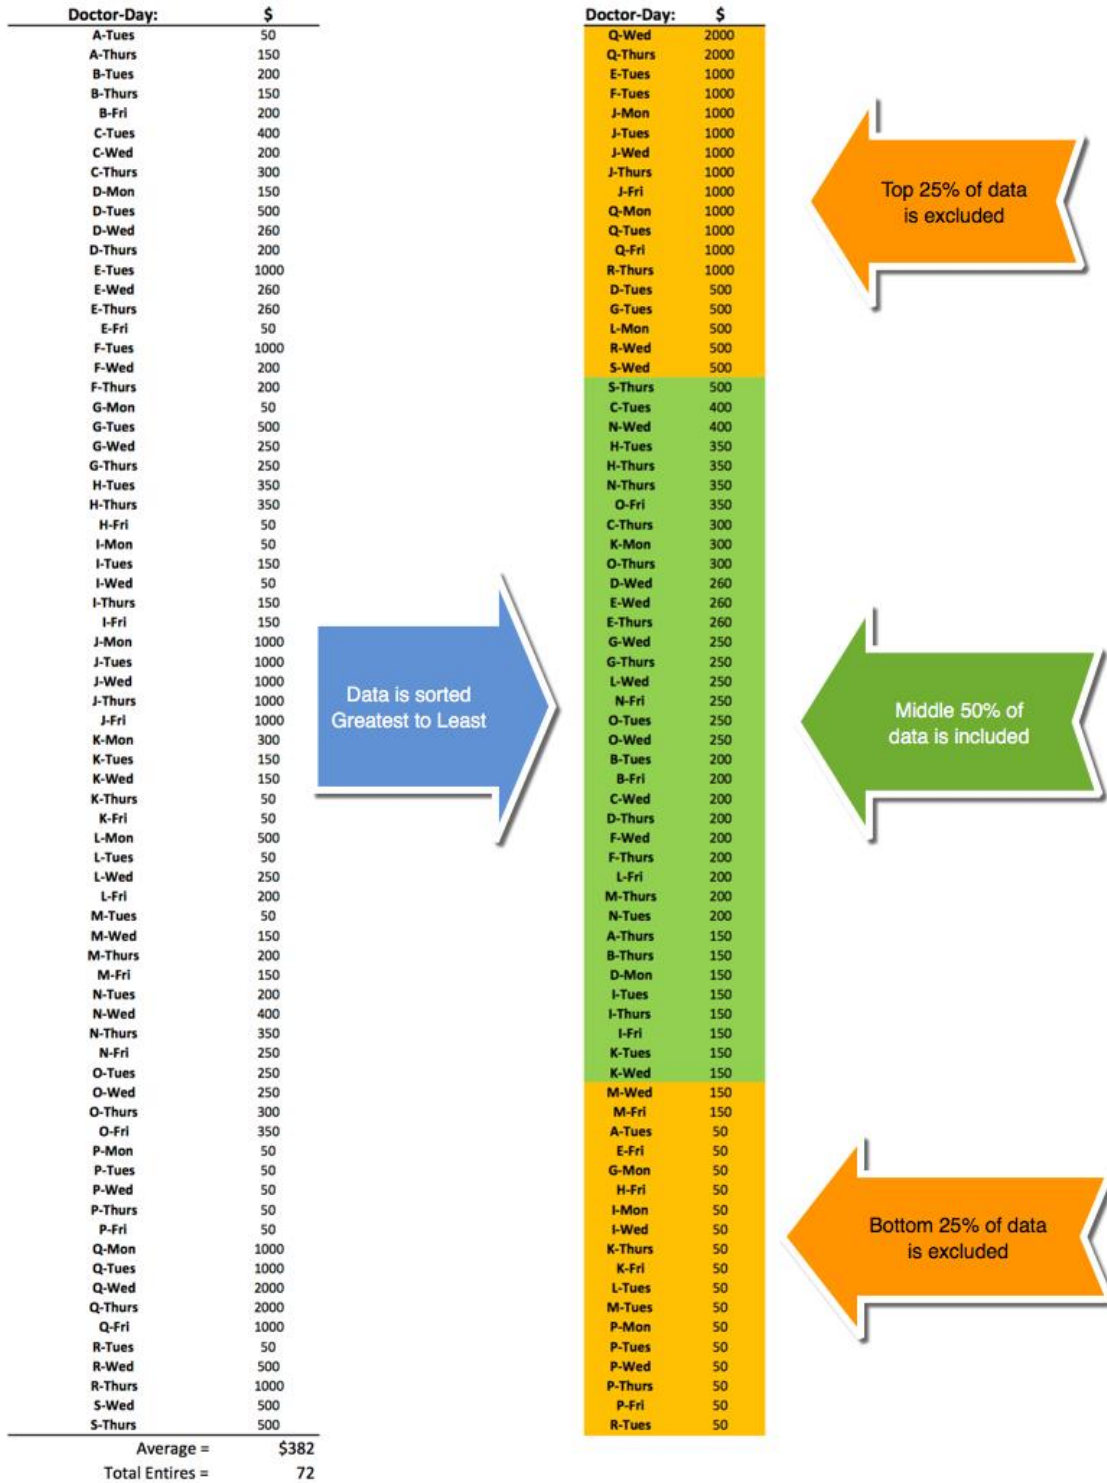 Doctor-Day: $
A-Tues 50
A-Thurs 150
B-Tues 200
B-Thurs 150
B-Fri 200
C-Tues 400
C-Wed 200
C-Thurs 300
D-Mon 150
D-Tues 500
D-Wed 260
D-Thurs 200
E-Tues 1000
E-Wed 260
E-Thurs 260
E-Fri 50
F-Tues 1000
F-Wed 200
F-Thurs 200
G-Mon 50
G-Tues 500
G-Wed 250
G-Thurs 250
H-Tues 350
H-Thurs 350
H-Fri 50
I-Mon 50
I-Tues 150
I-Wed 50
I-Thurs 150
I-Fri 150
J-Mon 1000
J-Tues 1000
J-Wed 1000
J-Thurs 1000
J-Fri 1000
K-Mon 300
K-Tues 150
K-Wed 150
K-Thurs 50
K-Fri 50
L-Mon 500
L-Tues 50
L-Wed 250
L-Fri 200
M-Tues 50
M-Wed 150
M-Thurs 200
M-Fri 150
N-Tues 200
N-Wed 400
N-Thurs 350
N-Fri 250
O-Tues 250
O-Wed 250
O-Thurs 300
O-Fri 350
P-Mon 50
P-Tues 50
P-Wed 50
P-Thurs 50
P-Fri 50
Q-Mon 1000
Q-Tues 1000
Q-Wed 2000
Q-Thurs 2000
Q-Fri 1000
R-Tues 50
R-Wed 500
R-Thurs 1000
S-Wed 500
S-Thurs 500
Average = $382
Total Entires = 72
Data is sorted
Greatest to Least
Doctor-Day: $
Q-Wed 2000
Q-Thurs 2000
E-Tues 1000
F-Tues 1000
J-Mon 1000
J-Tues 1000
J-Wed 1000
J-Thurs 1000
J-Fri 1000
Q-Mon 1000
Q-Tues 1000
Q-Fri 1000
R-Thurs 1000
D-Tues 500
G-Tues 500
L-Mon 500
R-Wed 500
S-Wed 500
S-Thurs 500
C-Tues 400
N-Wed 400
H-Tues 350
H-Thurs 350
N-Thurs 350
O-Fri 350
C-Thurs 300
K-Mon 300
O-Thurs 300
D-Wed 260
E-Wed 260
E-Thurs 260
G-Wed 250
G-Thurs 250
L-Wed 250
N-Fri 250
O-Tues 250
O-Wed 250
B-Tues 200
B-Fri 200
C-Wed 200
D-Thurs 200
F-Wed 200
F-Thurs 200
L-Fri 200
M-Thurs 200
N-Tues 200
A-Thurs 150
B-Thurs 150
D-Mon 150
I-Tues 150
I-Thurs 150
I-Fri 150
K-Tues 150
K-Wed 150
M-Wed 150
M-Fri 150
A-Tues 50
E-Fri 50
G-Mon 50
H-Fri 50
I-Mon 50
I-Wed 50
K-Thurs 50
K-Fri 50
L-Tues 50
M-Tues 50
P-Mon 50
P-Tues 50
P-Wed 50
P-Thurs 50
P-Fri 50
R-Tues 50
Top 25% of data
is excluded
Middle 50% of
data is included
Bottom 25% of data
is excluded